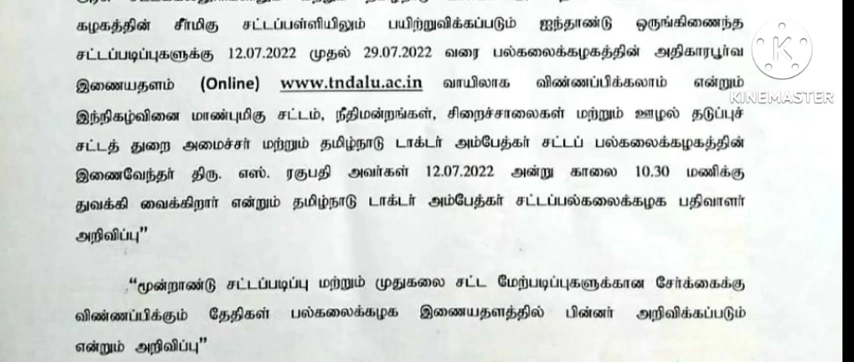 கழகத்தின் சீர்மிகு சட்டப்பள்ளியிலும் பயிற்றுவிக்கப்படும் ஐந்தாண்டு ஒருங்கிணைந்த
சட்டப்படிப்புகளுக்கு 12.07.2022 முதல் 29.07.2022 வரை பல்கலைக்கழகத்தின் அதிகாரபூர்வ
இணையதளம் (Online) www.tndalu.ac.in வாயிலாக விண்ணப்பிக்கலாம் என்றும்
KINEMASTER
இந்நிகழ்வினை மாண்புமிகு சட்டம், நீதிமன்றங்கள், சிறைச்சாலைகள் மற்றும் ஊழல் தடுப்புச்
சட்டத் துறை அமைச்சர் மற்றும் தமிழ்நாடு டாக்டர் அம்பேத்கர் சட்டப் பல்கலைக்கழகத்தின்
இணைவேந்தர் திரு. எஸ். ரகுபதி அவர்கள் 12.07.2022 அன்று காலை 10.30 மணிக்கு
துவக்கி வைக்கிறார் என்றும் தமிழ்நாடு டாக்டர் அம்பேத்கர் சட்டப்பல்கலைக்கழக பதிவாளர்
அறிவிப்பு”
“மூன்றாண்டு சட்டப்படிப்பு மற்றும் முதுகலை சட்ட மேற்படிப்புகளுக்கான சேர்க்கைக்கு
விண்ணப்பிக்கும் தேதிகள் பல்கலைக்கழக இணையதளத்தில் பின்னர் அறிவிக்கப்படும்
என்றும் அறிவிப்பு”